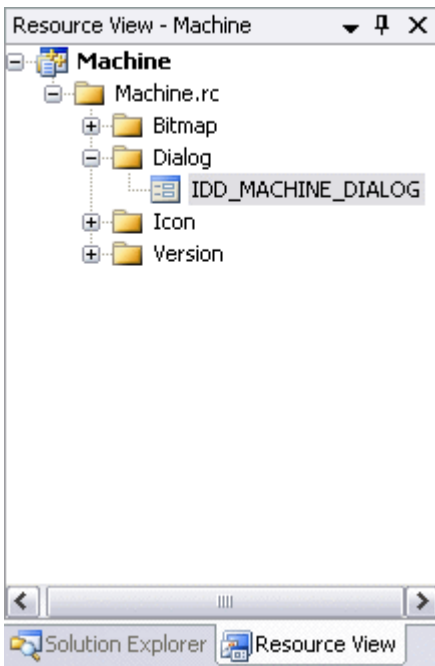 Resource View - Machine
Machine
Machine.rc
Bitmap
Dialog
IDD_MACHINE_DIALOG
Icon
Version
Solution Explorer Resource View